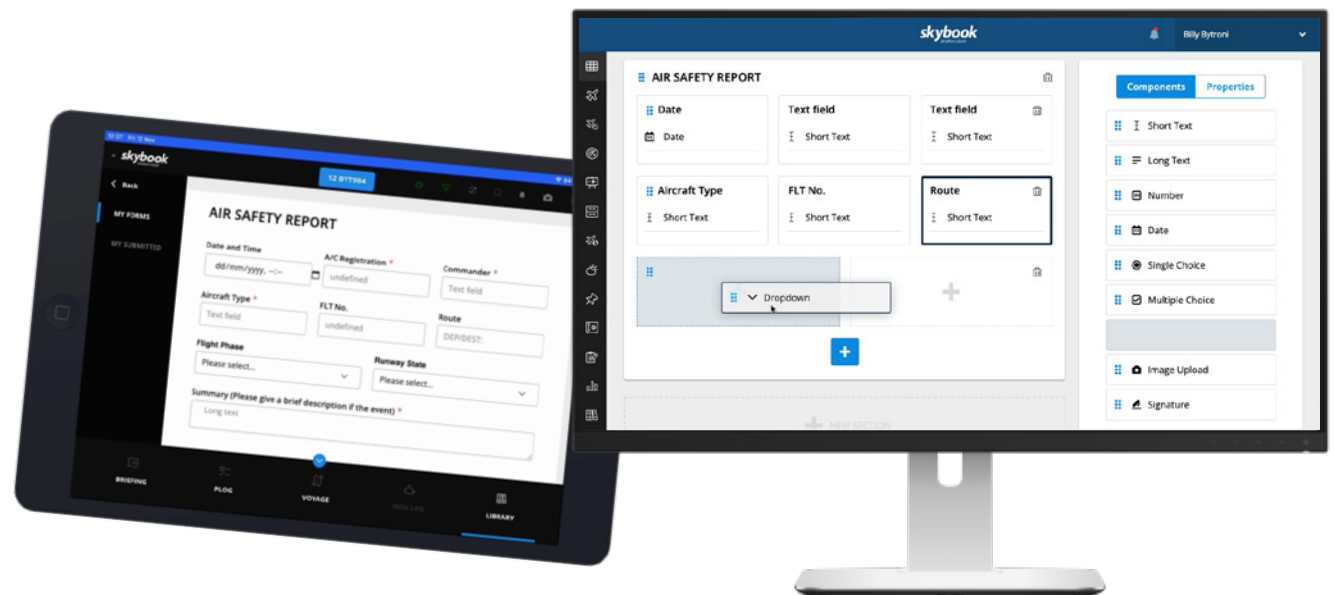 10:07 Fri 12 Nov
skybook
12 BYT984
Back
MY FORMS
MY SUBMITTED
AIR SAFETY REPORT
Date and Time
A/C Registration *
Commander *
dd/mm/yyyy, --:--
undefined
Text field
Aircraft Type *
FLT No.
Route
Text field
undefined
DEP/DEST:
Flight Phase
Runway State
Please select...
Please select...
Summary (Please give a brief description if the event) *
Long text
BRIEFING
PLOG
VOYAGE
TECH LOG
LIBRARY
skybook
Billy Bytroni
AIR SAFETY REPORT
Date
Text field
Text field
Date
Short Text
Short Text
Aircraft Type
FLT No.
Route
Short Text
Short Text
Short Text
Dropdown
NEW SECTION
Components
Properties
Short Text
Long Text
Number
Date
Single Choice
Multiple Choice
Image Upload
Signature